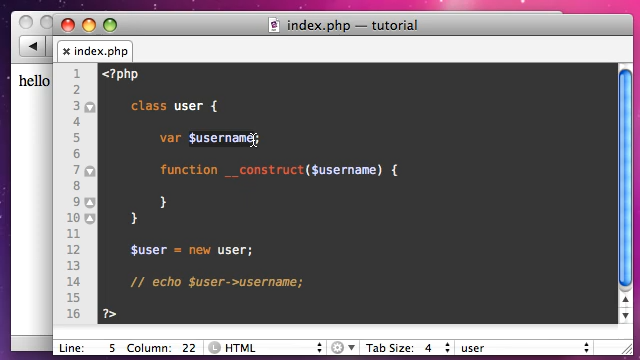 index.php — tutorial
index.php
hello
1 <?php
2
3 class user {
4
5 var $username;
6
7 function __construct($username) {
8
9 }
10 }
11
12 $user = new user;
13
14 // echo $user->username;
15
16 ?>
Line: 5 Column: 22 L HTML Tab Size: 4 user